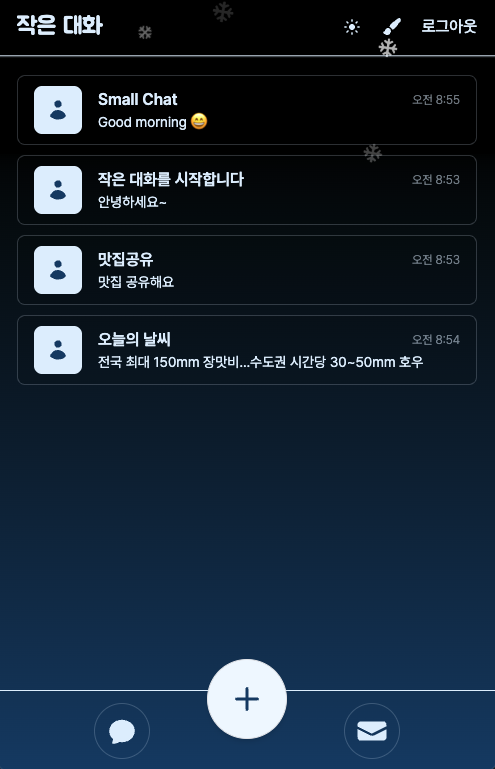 작은 대화
로그아웃
Small Chat
오전 8:55
Good morning 😄
작은 대화를 시작합니다
오전 8:53
안녕하세요~
맛집공유
오전 8:53
맛집 공유해요
오늘의 날씨
오전 8:54
전국 최대 150mm 장맛비...수도권 시간당 30~50mm 호우